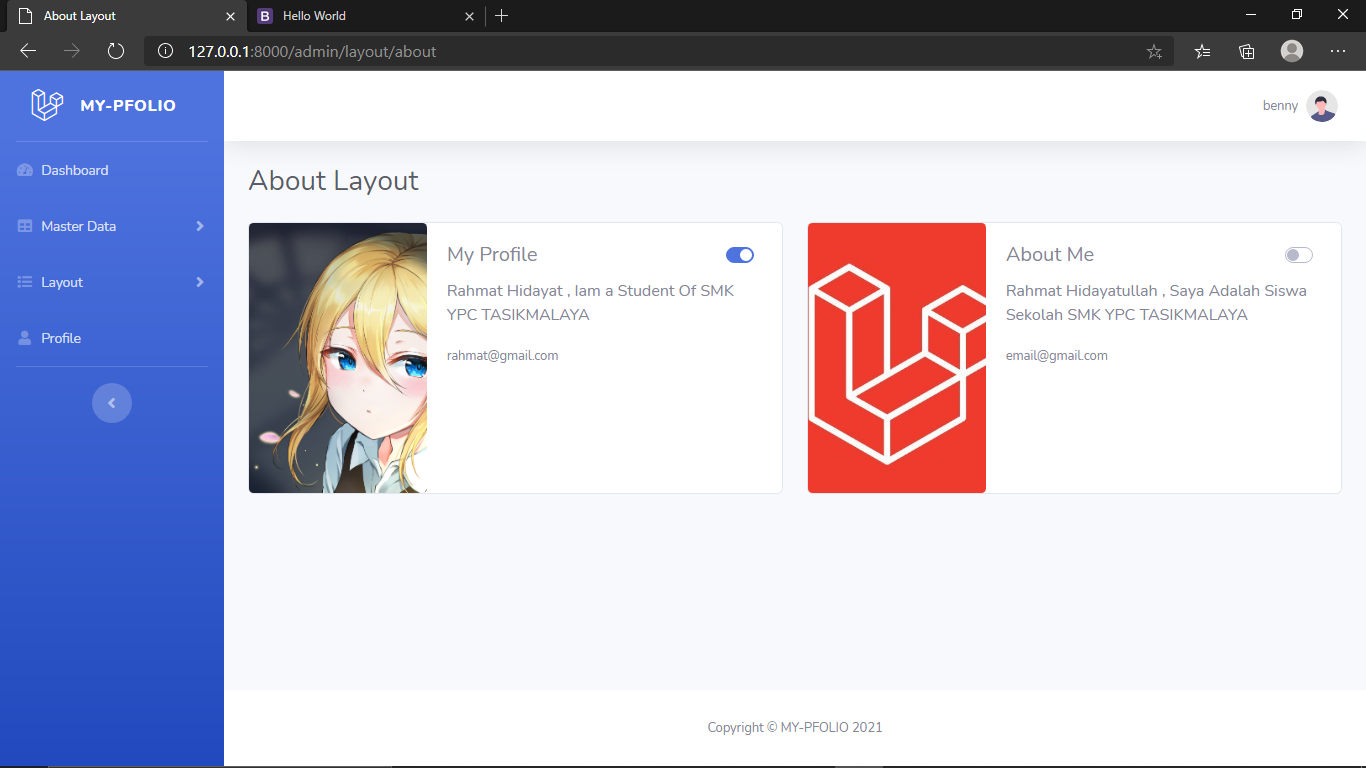 About Layout
Hello World
127.0.0.1:8000/admin/layout/about
MY-PFOLIO
benny
Dashboard
Master Data
Layout
Profile
About Layout
My Profile
Rahmat Hidayat , Iam a Student Of SMK
YPC TASIKMALAYA
rahmat@gmail.com
About Me
Rahmat Hidayatullah , Saya Adalah Siswa
Sekolah SMK YPC TASIKMALAYA
email@gmail.com
Copyright © MY-PFOLIO 2021